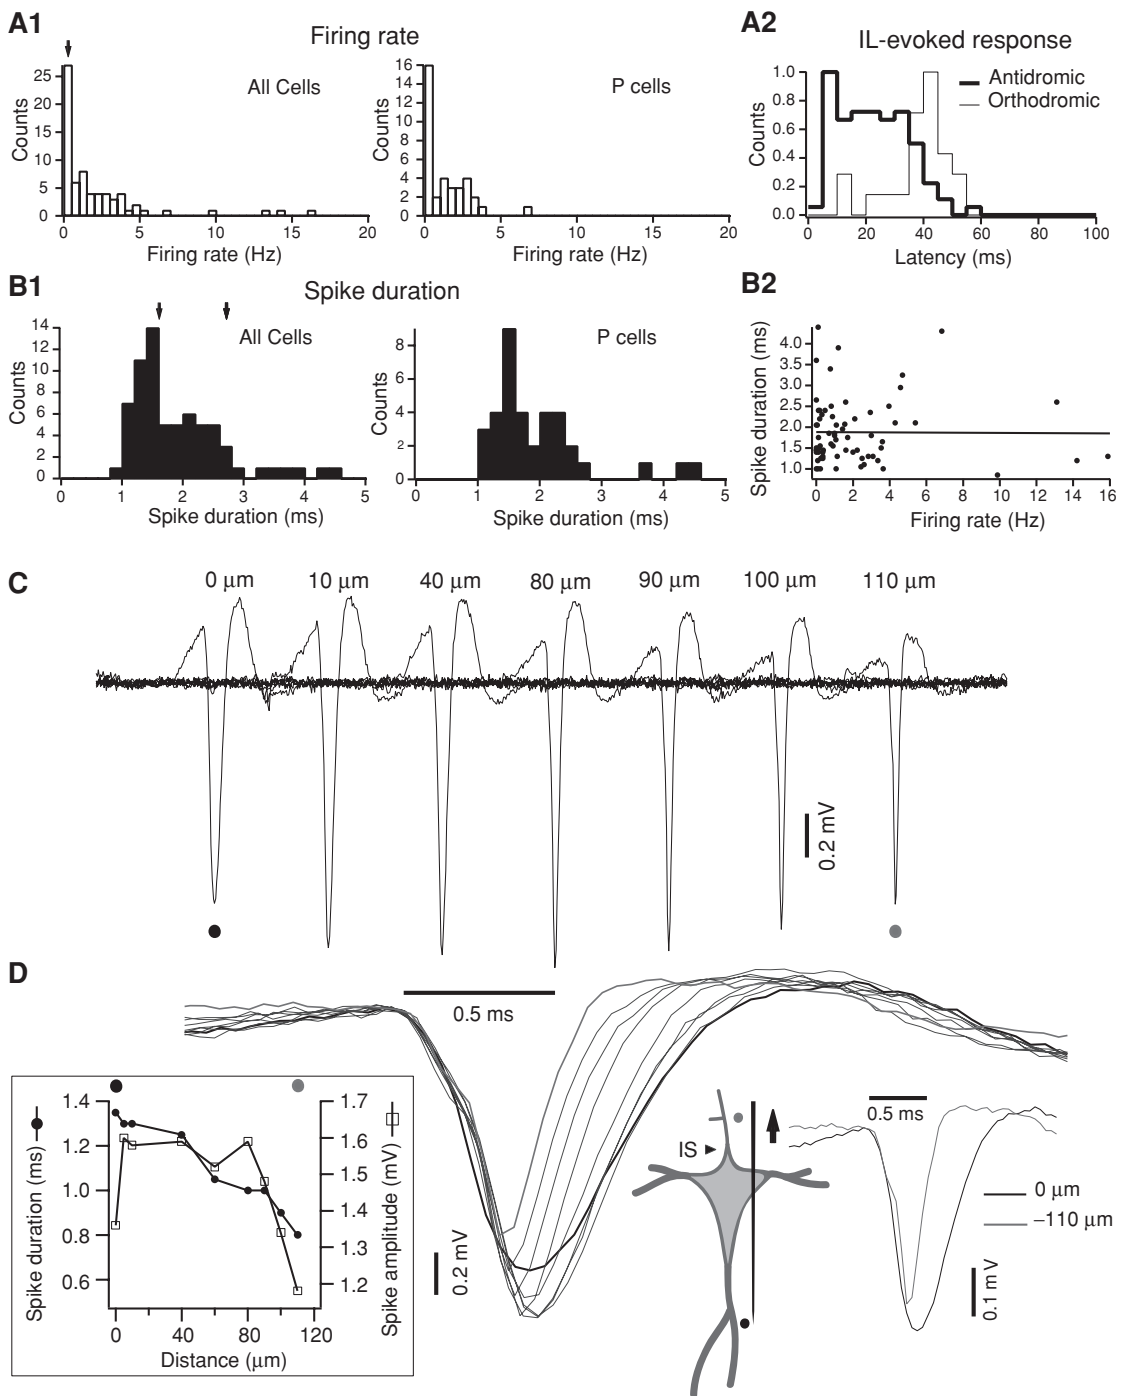 A1
Firing rate
All Cells
Counts
25
20
15
10
5
0
0 5 10 15 20
Firing rate (Hz)
P cells
Counts
16
14
12
10
8
6
4
2
0
0 5 10 15 20
Firing rate (Hz)
A2
IL-evoked response
Antidromic
Orthodromic
Counts
1.0
0.8
0.6
0.4
0.2
0.0
0 20 40 60 80 100
Latency (ms)
B1
Spike duration
All Cells
Counts
14
12
10
8
6
4
2
0
0 1 2 3 4 5
Spike duration (ms)
P cells
Counts
8
6
4
2
0
0 1 2 3 4 5
Spike duration (ms)
B2
Spike duration (ms)
4.0
3.5
3.0
2.5
2.0
1.5
1.0
0 2 4 6 8 10 12 14 16
Firing rate (Hz)
C
0 μm 10 μm 40 μm 80 μm 90 μm 100 μm 110 μm
0.2 mV
D
0.5 ms
0.2 mV
Spike duration (ms)
1.4
1.2
1.0
0.8
0.6
1.7
1.6
1.5
1.4
1.3
1.2
Spike amplitude (mV)
0 40 80 120
Distance (μm)
IS
0.5 ms
0 μm
−110 μm
0.1 mV